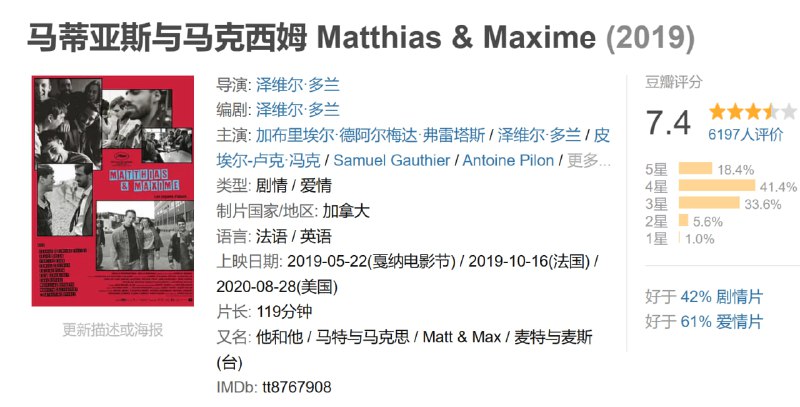 马蒂亚斯与马克西姆 Matthias & Maxime (2019)
MATTHIAS
& MAXIME
更新描述或海报
导演: 泽维尔·多兰
编剧: 泽维尔·多兰
主演: 加布里埃尔·德阿尔梅达·弗雷塔斯 / 泽维尔·多兰 / 皮
埃尔-卢克·冯克 / Samuel Gauthier / Antoine Pilon / 更多...
类型: 剧情 / 爱情
制片国家/地区: 加拿大
语言: 法语 / 英语
上映日期: 2019-05-22(戛纳电影节) / 2019-10-16(法国) /
2020-08-28(美国)
片长: 119分钟
又名: 他和他 / 马特与马克思 / Matt & Max / 麦特与麦斯
(台)
IMDb: tt8767908
豆瓣评分
7.4
6197人评价
5星 18.4%
4星 41.4%
3星 33.6%
2星 5.6%
1星 1.0%
好于 42% 剧情片
好于 61% 爱情片